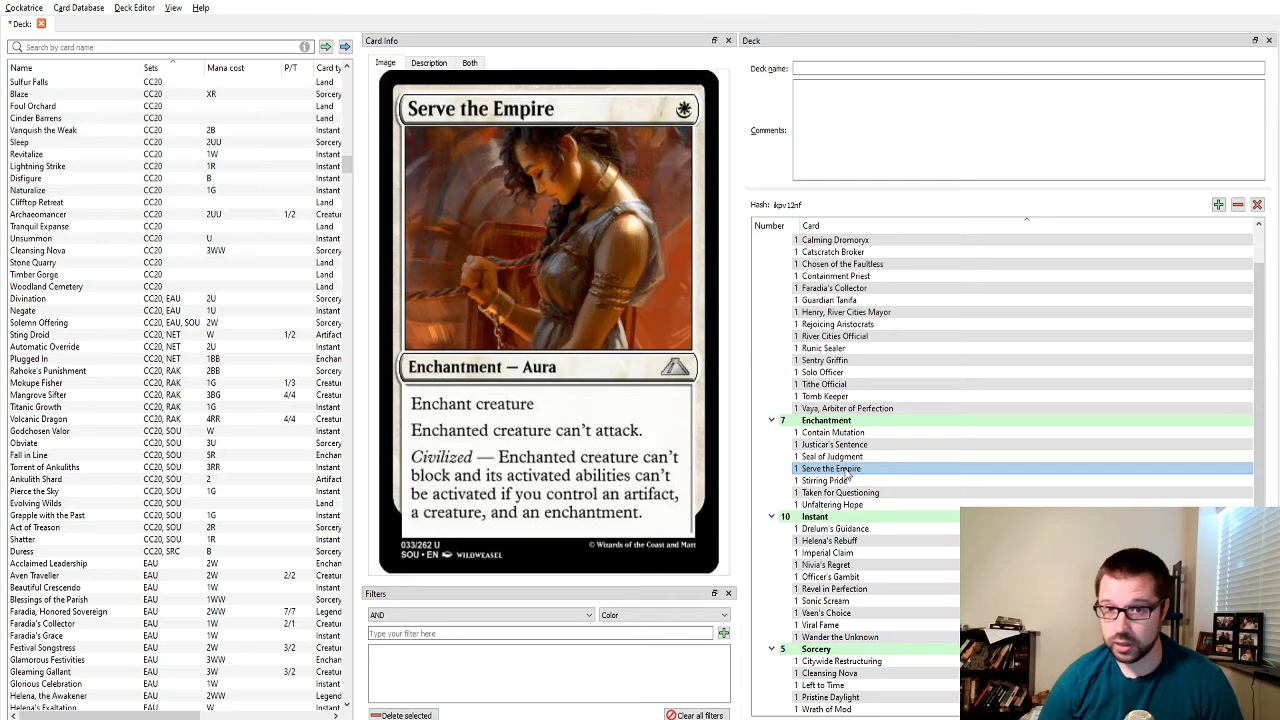 Cockatrice Card Database Deck Editor View Help
*Deck:
Search by card name
Name Sets Mana cost P/T Card ty
Sulfur Falls CC20 Land
Blaze CC20 XR Sorcery
Foul Orchard CC20 Land
Cinder Barrens CC20 Land
Vanquish the Weak CC20 2B Instant
Sleep CC20 2UU Sorcery
Revitalize CC20 1W Instant
Lightning Strike CC20 1R Instant
Disfigure CC20 B Instant
Naturalize CC20 1G Instant
Clifftop Retreat CC20 Land
Archaeomancer CC20 2UU 1/2 Creatur
Tranquil Expanse CC20 Land
Unsummon CC20 U Instant
Cleansing Nova CC20 3WW Sorcery
Stone Quarry CC20 Land
Timber Gorge CC20 Land
Woodland Cemetery CC20 Land
Divination CC20, EAU 2U Sorcery
Negate CC20, EAU 1U Instant
Solemn Offering CC20, EAU, SOU 2W Sorcery
Sting Droid CC20, NET W 1/2 Artifact
Automatic Override CC20, NET 2R Sorcery
Plugged In CC20, NET 1BB Enchan
Rahoke's Punishment CC20, RAK 2BB Sorcery
Mokupe Fisher CC20, RAK 1G 1/3 Creatur
Mangrove Sifter CC20, RAK 3BG 4/4 Creatur
Titanic Growth CC20, RAK 1G Instant
Volcanic Dragon CC20, RAK 4RR 4/4 Creatur
Godchosen Valor CC20, SOU W Instant
Obviate CC20, SOU 3U Sorcery
Fall in Line CC20, SOU 5R Sorcery
Torrent of Ankuliths CC20, SOU 3RR Sorcery
Ankulith Shard CC20, SOU 2 Artifact
Pierce the Sky CC20, SOU 1G Instant
Evolving Wilds CC20, SOU Land
Grapple with the Past CC20, SOU 1G Instant
Act of Treason CC20, SOU 2R Sorcery
Shatter CC20, SOU 1R Instant
Duress CC20, SRC B Sorcery
Acclaimed Leadership EAU 2W Enchan
Aven Traveller EAU 2W 2/2 Creatur
Beautiful Crescendo EAU 1W Instant
Blessings of the Parish EAU 1W Enchan
Faradia, Honored Sovereign EAU 2WW 7/7 Legend
Faradia's Collector EAU 1W 2/1 Creatur
Faradia's Grace EAU 1W Instant
Festival Songstress EAU 2W 3/2 Creatur
Glamorous Festivities EAU 3WW Enchan
Gleaming Gallant EAU 3W 3/2 Creatur
Glorious Celebration EAU 2W Instant
Helena, the Awakener EAU 2WW Legend
Helena's Exaltation EAU 2W Instant
Card Info
Image Description Both
Serve the Empire
Enchantment — Aura
Enchant creature
Enchanted creature can't attack.
Civilized — Enchanted creature can't
block and its activated abilities can't
be activated if you control an artifact,
a creature, and an enchantment.
033/262 U
SOU • EN WILDWEASEL
© Wizards of the Coast and Matt
Filters
AND Color
Type your filter here
Delete selected Clear all filters
Deck
Deck name:
Comments:
Hash: ikpv12nf
Number Card
1 Calming Dromoryx
1 Catscratch Broker
1 Chosen of the Faultless
1 Containment Priest
1 Faradia's Collector
1 Guardian Tanifa
1 Henry, River Cities Mayor
1 Rejoicing Aristocrats
1 River Cities Official
1 Runic Sealer
1 Sentry Griffin
1 Solo Officer
1 Tithe Official
1 Tomb Keeper
1 Vaya, Arbiter of Perfection
7 Enchantment
1 Contain Mutation
1 Justicar's Sentence
1 Seal of Judgment
1 Serve the Empire
1 Stirring Pride
1 Taken for Questioning
1 Unfaltering Hope
10 Instant
1 Drelum's Guidance
1 Helena's Rebuff
1 Imperial Claim
1 Nivia's Regret
1 Officer's Gambit
1 Revel in Perfection
1 Sonic Scream
1 Vaen's Choice
1 Viral Fame
1 Wander the Unknown
5 Sorcery
1 Citywide Restructuring
1 Cleansing Nova
1 Left to Time
1 Pristine Daylight
1 Wrath of Mod